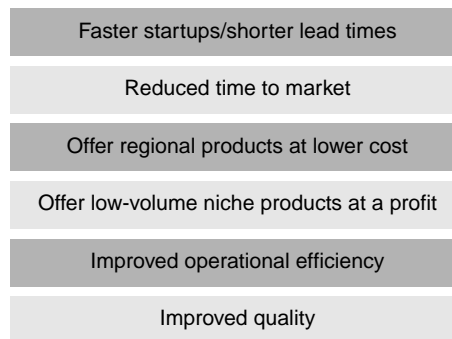 Faster startups/shorter lead times
Reduced time to market
Offer regional products at lower cost
Offer low-volume niche products at a profit
Improved operational efficiency
Improved quality